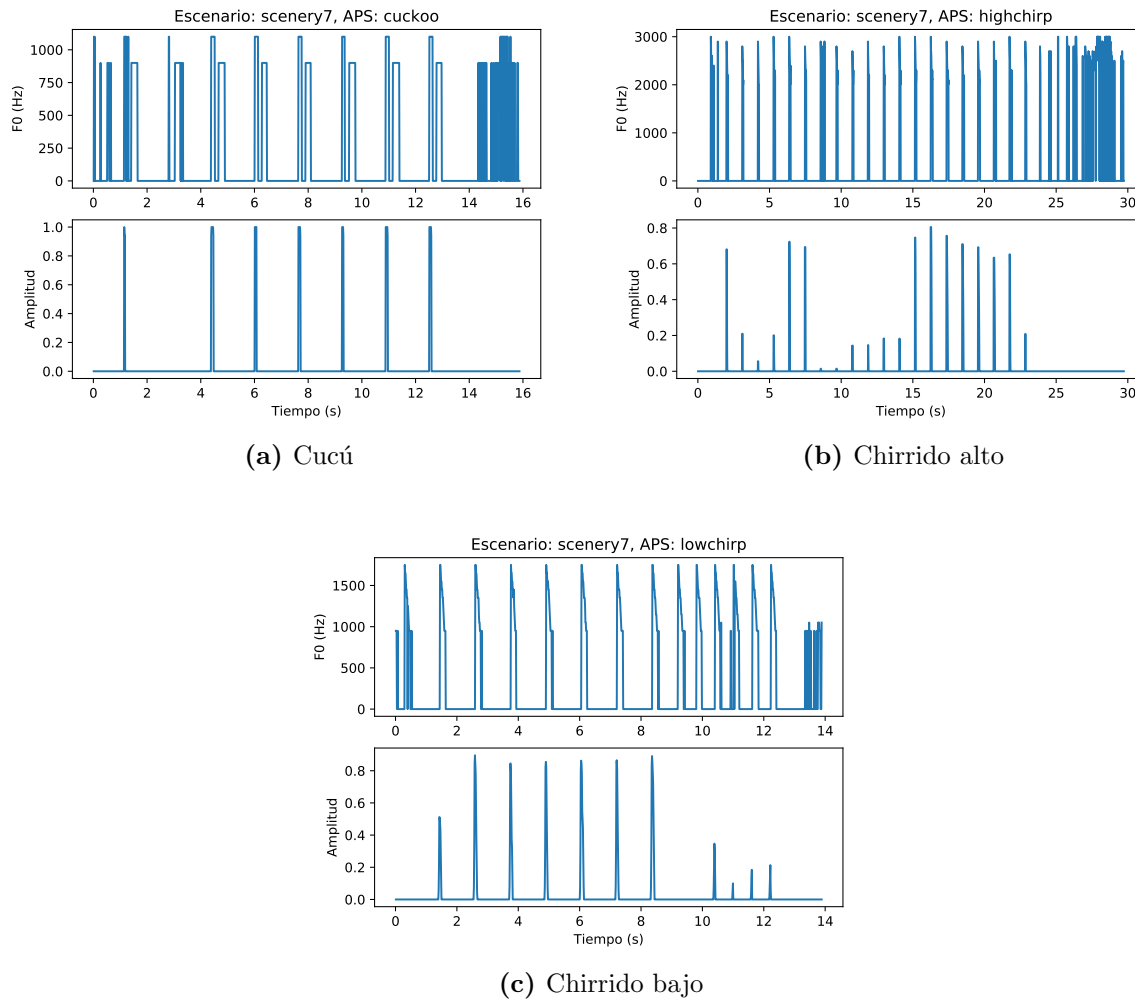 Escenario: scenery7, APS: cuckoo
F0 (Hz)
1000
750
500
250
0
0 2 4 6 8 10 12 14 16
Amplitud
1.0
0.8
0.6
0.4
0.2
0.0
0 2 4 6 8 10 12 14 16
Tiempo (s)
(a) Cucú
Escenario: scenery7, APS: highchirp
F0 (Hz)
3000
2000
1000
0
0 5 10 15 20 25 30
Amplitud
0.8
0.6
0.4
0.2
0.0
0 5 10 15 20 25 30
Tiempo (s)
(b) Chirrido alto
Escenario: scenery7, APS: lowchirp
F0 (Hz)
1500
1000
500
0
0 2 4 6 8 10 12 14
Amplitud
0.8
0.6
0.4
0.2
0.0
0 2 4 6 8 10 12 14
Tiempo (s)
(c) Chirrido bajo